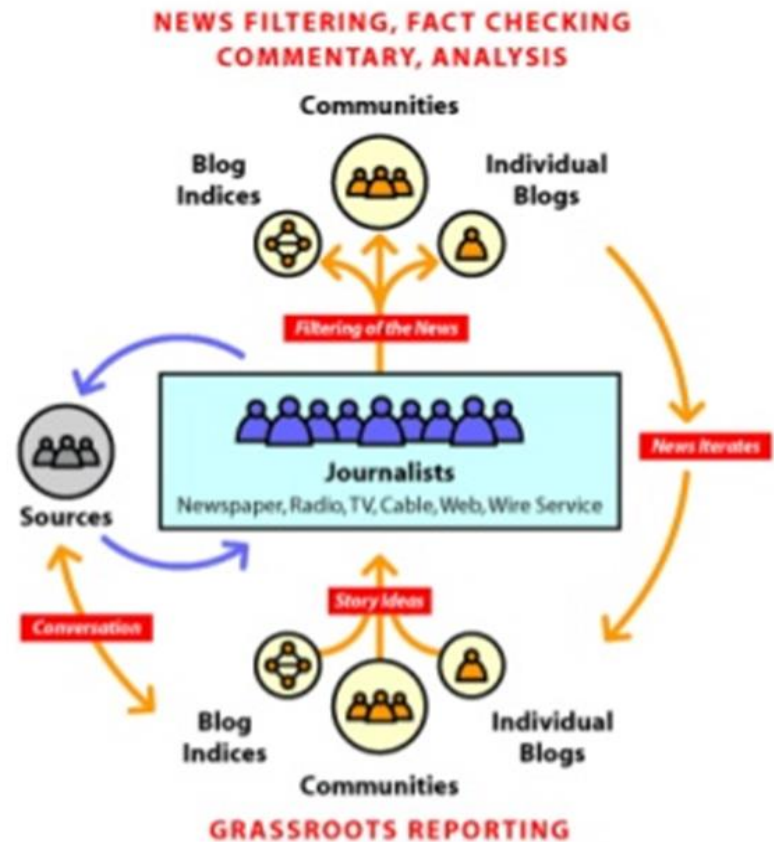 NEWS FILTERING, FACT CHECKING
COMMENTARY, ANALYSIS
Communities
Blog
Indices
Individual
Blogs
Filtering of the News
News Iterates
Journalists
Newspaper, Radio, TV, Cable, Web, Wire Service
Sources
Story Ideas
Conversation
Blog
Indices
Individual
Blogs
Communities
GRASSROOTS REPORTING